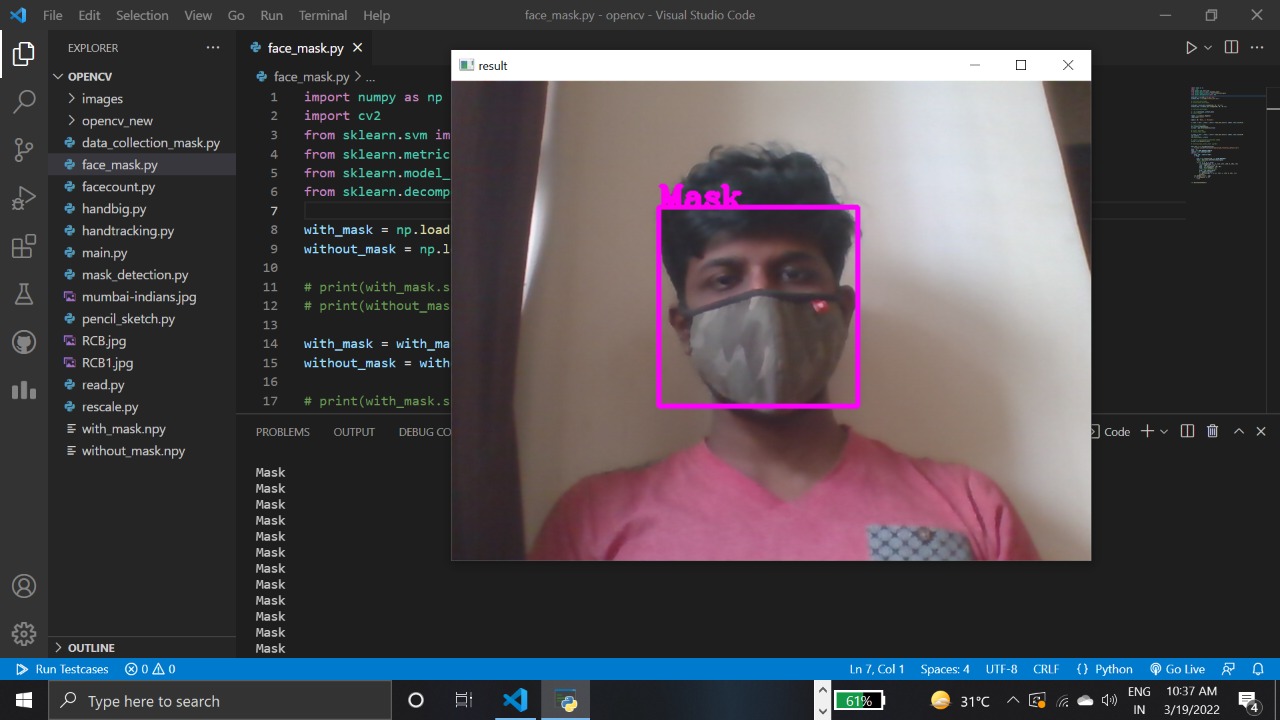 File Edit Selection View Go Run Terminal Help
face_mask.py - opencv - Visual Studio Code
EXPLORER
OPENCV
images
opencv_new
data_collection_mask.py
face_mask.py
facecount.py
handbig.py
handtracking.py
main.py
mask_detection.py
mumbai-indians.jpg
pencil_sketch.py
RCB.jpg
RCB1.jpg
read.py
rescale.py
with_mask.npy
without_mask.npy
OUTLINE
face_mask.py
face_mask.py > ...
1 import numpy as np
2 import cv2
3 from sklearn.svm im
4 from sklearn.metric
5 from sklearn.model_
6 from sklearn.decomp
7
8 with_mask = np.load
9 without_mask = np.l
10
11 # print(with_mask.s
12 # print(without_mas
13
14 with_mask = with_ma
15 without_mask = with
16
17 # print(with_mask.s
result
Mask
PROBLEMS OUTPUT DEBUG CO
Code
Mask
Mask
Mask
Mask
Mask
Mask
Mask
Mask
Mask
Mask
Mask
Mask
Run Testcases 0 0
Ln 7, Col 1 Spaces: 4 UTF-8 CRLF {} Python Go Live
Type here to search
61%
31°C
ENG
IN
10:37 AM
3/19/2022
4